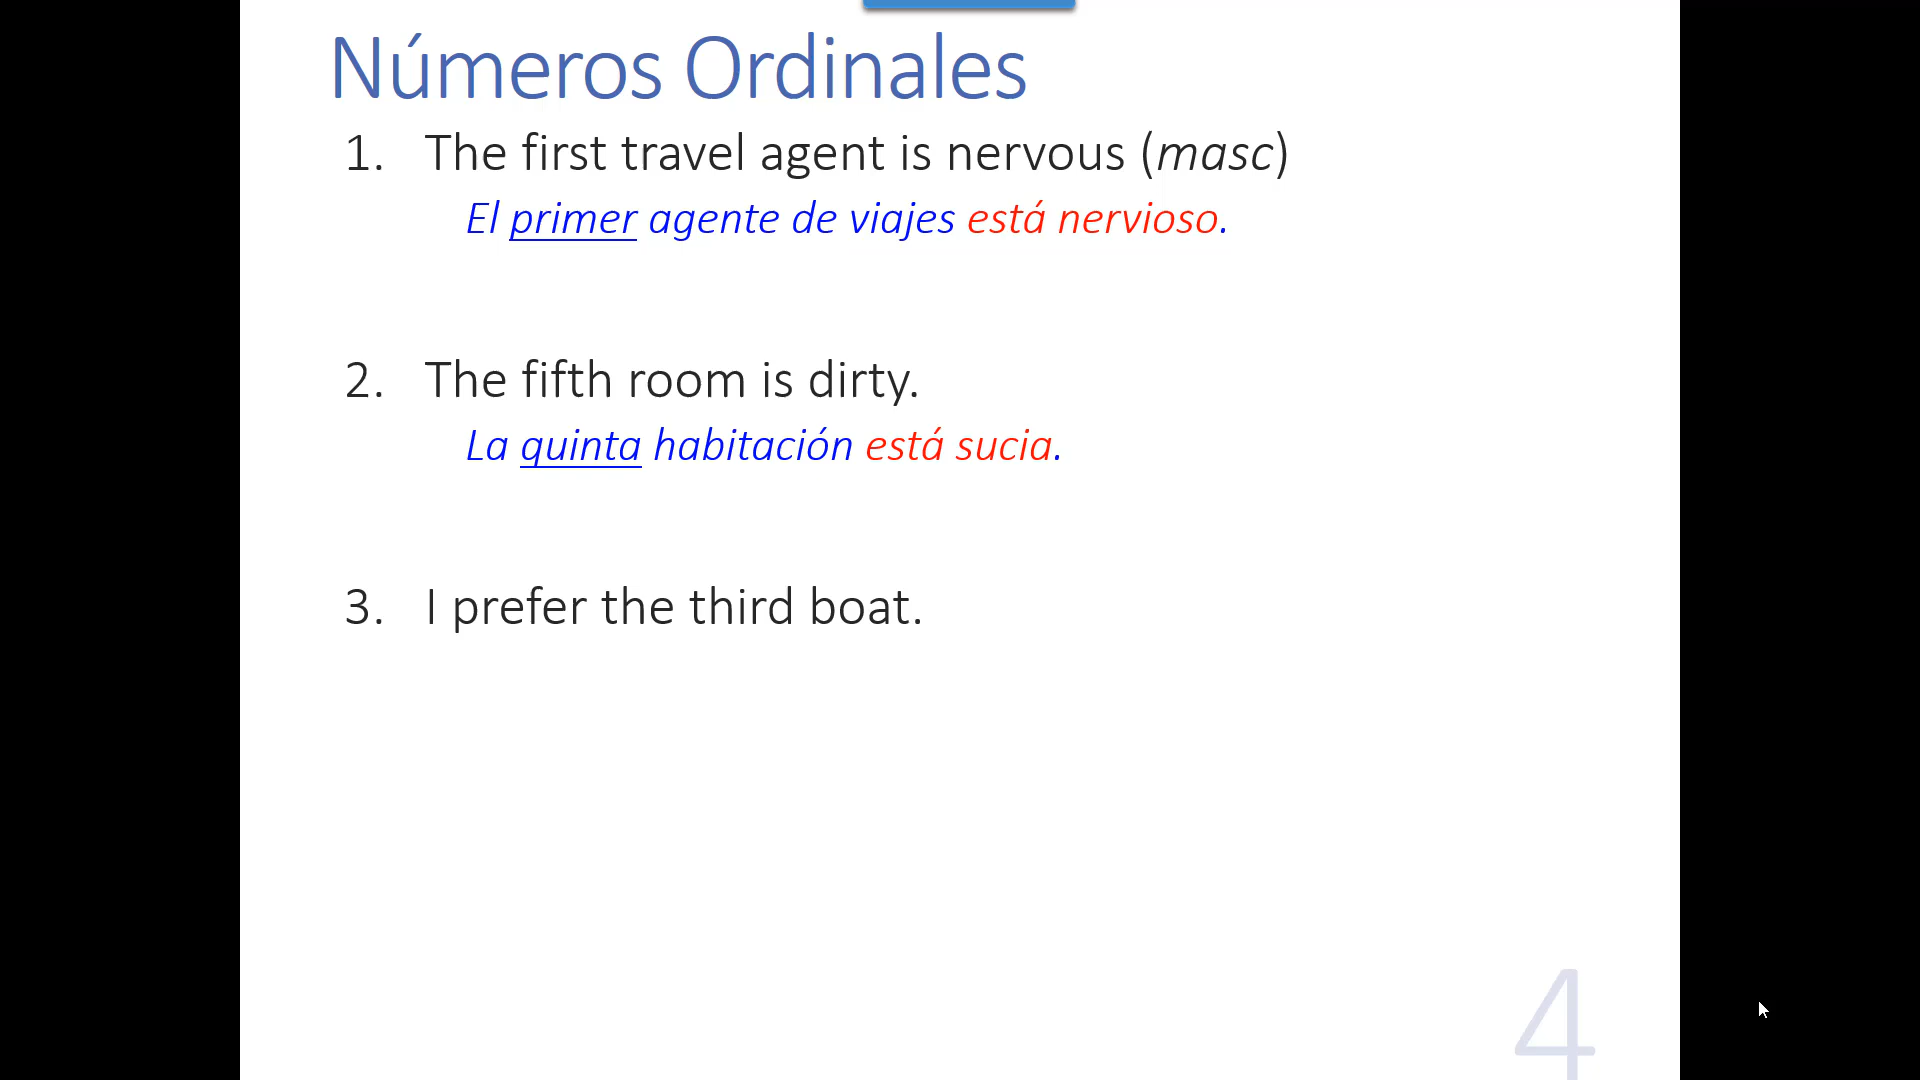 Números Ordinales
1. The first travel agent is nervous (masc)
El primer agente de viajes está nervioso.
2. The fifth room is dirty.
La quinta habitación está sucia.
3. I prefer the third boat.
4